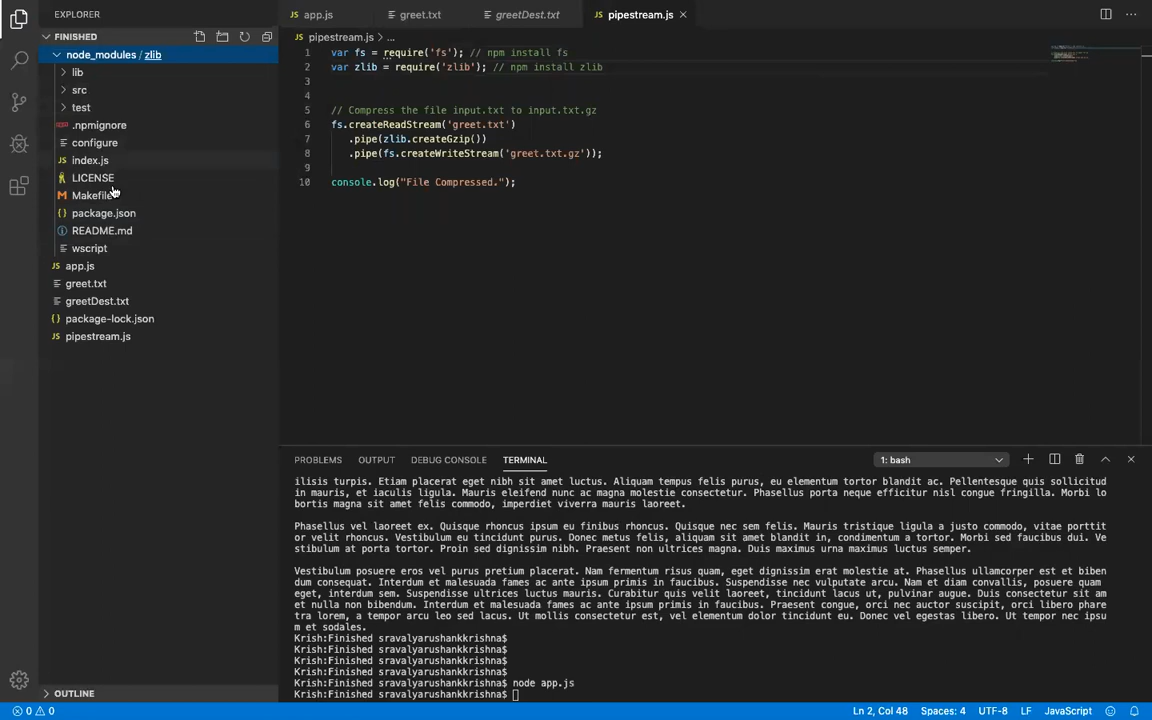 EXPLORER
FINISHED
node_modules / zlib
lib
src
test
.npmignore
configure
index.js
LICENSE
Makefile
package.json
README.md
wscript
app.js
greet.txt
greetDest.txt
package-lock.json
pipestream.js
OUTLINE
app.js greet.txt greetDest.txt pipestream.js
pipestream.js > ...
1 var fs = require('fs'); // npm install fs
2 var zlib = require('zlib'); // npm install zlib
3
4
5 // Compress the file input.txt to input.txt.gz
6 fs.createReadStream('greet.txt')
7 .pipe(zlib.createGzip())
8 .pipe(fs.createWriteStream('greet.txt.gz'));
9
10 console.log("File Compressed.");
PROBLEMS OUTPUT DEBUG CONSOLE TERMINAL 1: bash
ilisis turpis. Etiam placerat eget nibh sit amet luctus. Aliquam tempus felis purus, eu elementum tortor blandit ac. Pellentesque quis sollicitud
in mauris, et iaculis ligula. Mauris eleifend nunc ac magna molestie consectetur. Phasellus porta neque efficitur nisl congue fringilla. Morbi lo
bortis magna sit amet felis commodo, imperdiet viverra mauris laoreet.
Phasellus vel laoreet ex. Quisque rhoncus ipsum eu finibus rhoncus. Quisque nec sem felis. Mauris tristique ligula a justo commodo, vitae porttit
or velit rhoncus. Vestibulum eu tincidunt purus. Donec metus felis, aliquam sit amet blandit in, condimentum a tortor. Morbi sed faucibus dui. Ve
stibulum at porta tortor. Proin sed dignissim nibh. Praesent non ultrices magna. Duis maximus urna maximus luctus semper.
Vestibulum posuere eros vel purus pretium placerat. Nam fermentum risus quam, eget dignissim erat molestie at. Phasellus ullamcorper est et biben
dum consequat. Interdum et malesuada fames ac ante ipsum primis in faucibus. Suspendisse nec vulputate arcu. Nam et diam convallis, posuere quam
eget, interdum sem. Suspendisse ultrices luctus mauris. Curabitur quis velit laoreet, tincidunt lacus ut, pulvinar augue. Duis consectetur sit am
et nulla non bibendum. Interdum et malesuada fames ac ante ipsum primis in faucibus. Praesent congue, orci nec auctor suscipit, orci libero phare
tra lorem, a tempor arcu leo sed lacus. Ut mollis consectetur est, vel elementum dolor tincidunt eu. Donec vel egestas libero. Ut tempor nec ipsu
m et sodales.
Krish:Finished sravalyarushankkrishna$
Krish:Finished sravalyarushankkrishna$
Krish:Finished sravalyarushankkrishna$
Krish:Finished sravalyarushankkrishna$
Krish:Finished sravalyarushankkrishna$ node app.js
Krish:Finished sravalyarushankkrishna$
0 0 Ln 2, Col 48 Spaces: 4 UTF-8 LF JavaScript